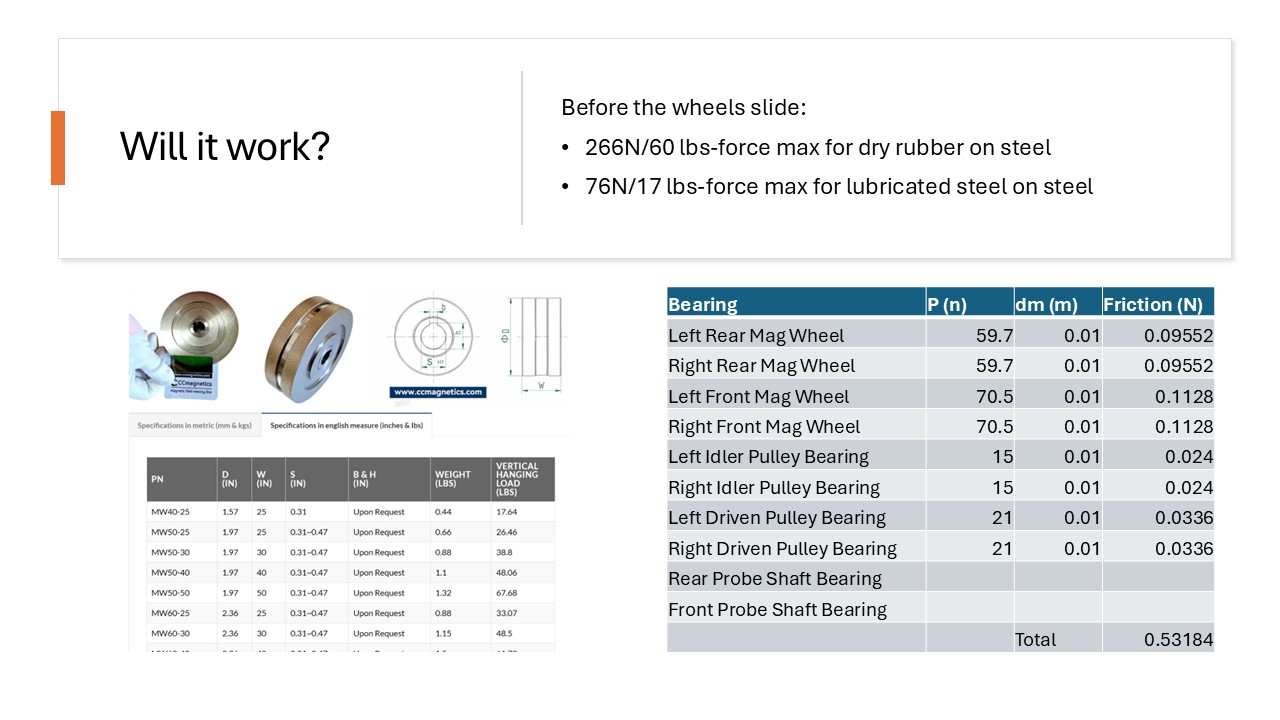 Will it work?
Before the wheels slide:
• 266N/60 lbs-force max for dry rubber on steel
• 76N/17 lbs-force max for lubricated steel on steel
CCmagnetics
Magnetic field viewing film
D
h
S H7
www.ccmagnetics.com
Φ D
W
Specifications in metric (mm & kgs) Specifications in english measure (inches & lbs)
PN D (IN) W (IN) S (IN) B & H (IN) WEIGHT (LBS) VERTICAL HANGING LOAD (LBS)
MW40-25 1.57 25 0.31 Upon Request 0.44 17.64
MW50-25 1.97 25 0.31~0.47 Upon Request 0.66 26.46
MW50-30 1.97 30 0.31~0.47 Upon Request 0.88 38.8
MW50-40 1.97 40 0.31~0.47 Upon Request 1.1 48.06
MW50-50 1.97 50 0.31~0.47 Upon Request 1.32 67.68
MW60-25 2.36 25 0.31~0.47 Upon Request 0.88 33.07
MW60-30 2.36 30 0.31~0.47 Upon Request 1.15 48.5
Bearing P (n) dm (m) Friction (N)
Left Rear Mag Wheel 59.7 0.01 0.09552
Right Rear Mag Wheel 59.7 0.01 0.09552
Left Front Mag Wheel 70.5 0.01 0.1128
Right Front Mag Wheel 70.5 0.01 0.1128
Left Idler Pulley Bearing 15 0.01 0.024
Right Idler Pulley Bearing 15 0.01 0.024
Left Driven Pulley Bearing 21 0.01 0.0336
Right Driven Pulley Bearing 21 0.01 0.0336
Rear Probe Shaft Bearing
Front Probe Shaft Bearing
Total 0.53184